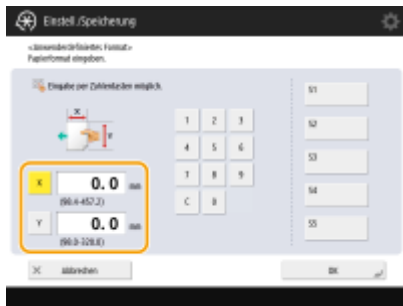 Einstell./Speicherung
<Anwenderdefiniertes Format>
Papierformat eingeben.
Eingabe per Zahlentasten möglich.
X
Y
1 2 3
4 5 6
7 8 9
C 0
X 0. 0 mm
(98.4-457.2)
Y 0. 0 mm
(98.0-320.0)
S1
S2
S3
S4
S5
Abbrechen
OK